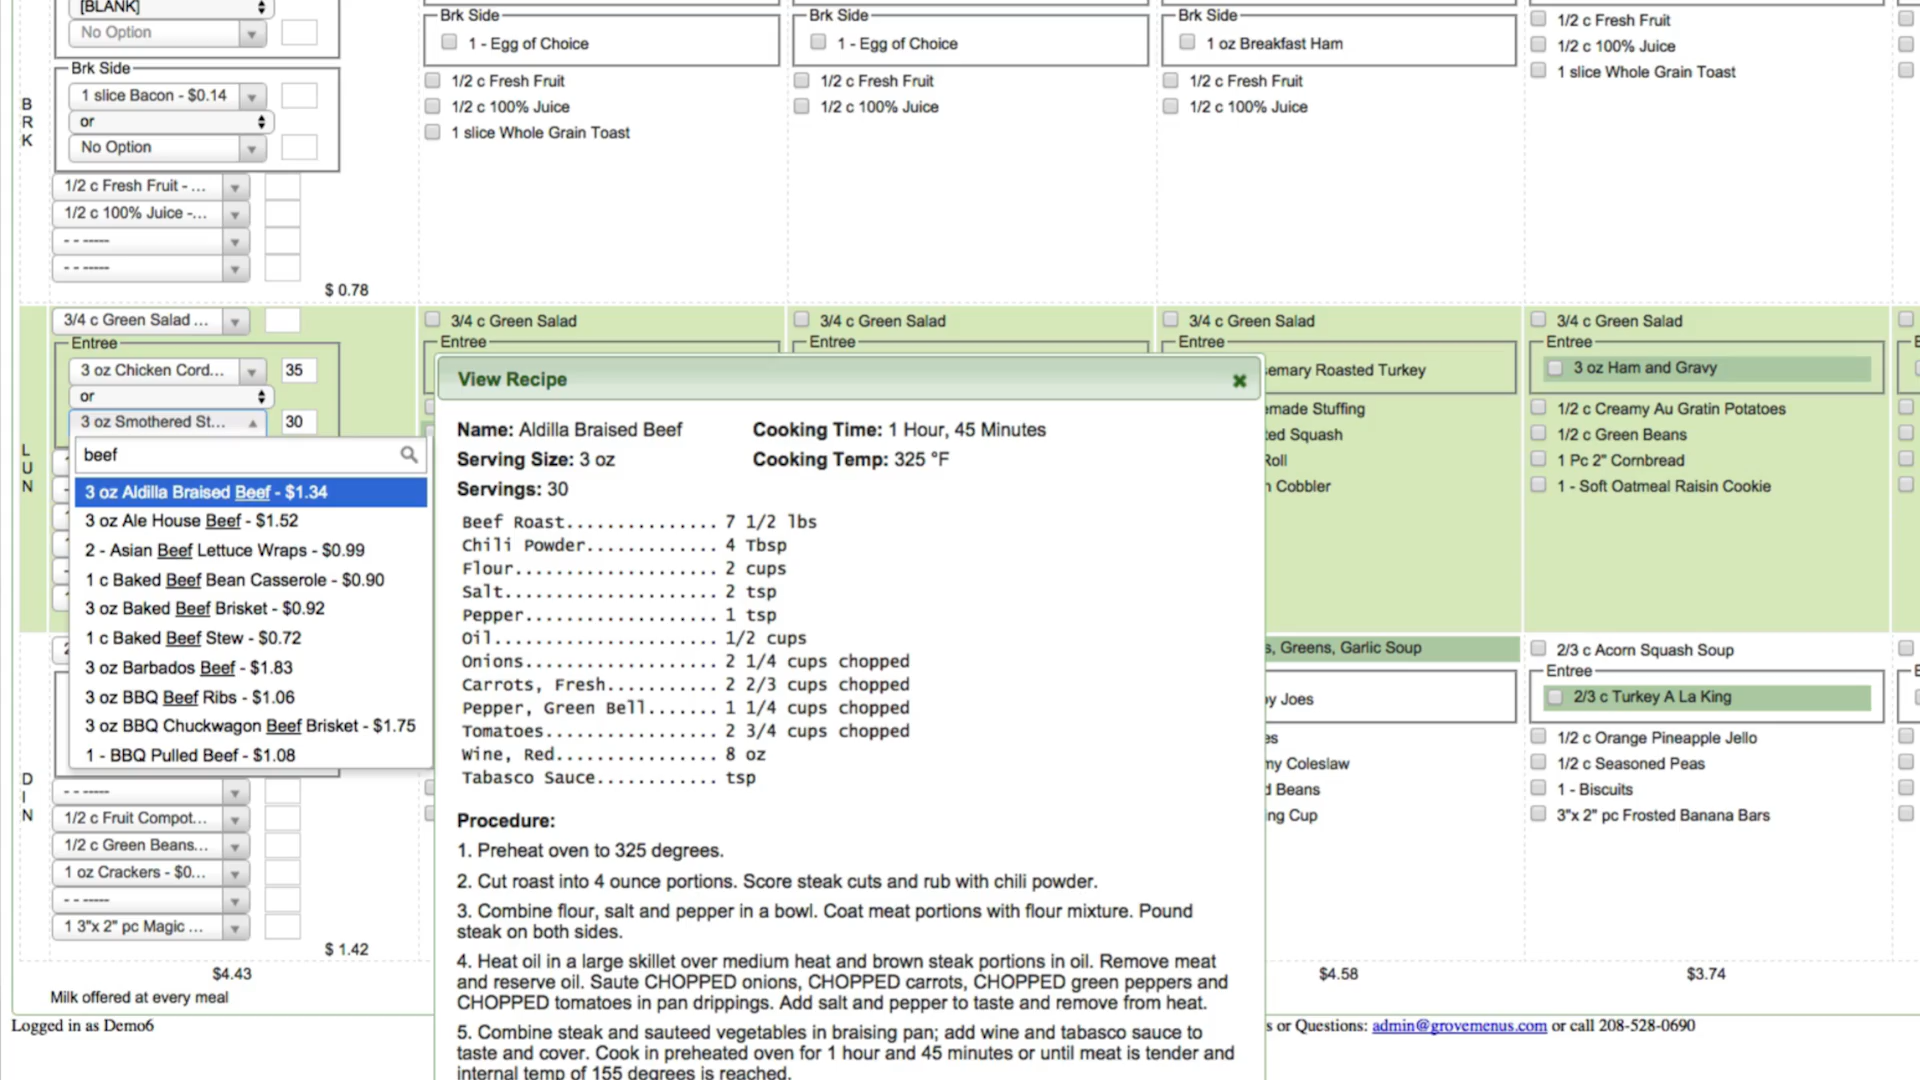 [BLANK]
No Option
Brk Side
1 slice Bacon - $0.14
or
No Option
1/2 c Fresh Fruit - ...
1/2 c 100% Juice -...
- - -----
- - -----
$ 0.78
B
R
K
Brk Side
1 - Egg of Choice
1/2 c Fresh Fruit
1/2 c 100% Juice
1 slice Whole Grain Toast
Brk Side
1 - Egg of Choice
1/2 c Fresh Fruit
1/2 c 100% Juice
Brk Side
1 oz Breakfast Ham
1/2 c Fresh Fruit
1/2 c 100% Juice
1/2 c Fresh Fruit
1/2 c 100% Juice
1 slice Whole Grain Toast
L
U
N
3/4 c Green Salad ...
Entree
3 oz Chicken Cord...
35
or
3 oz Smothered St...
30
beef
3 oz Aldilla Braised Beef - $1.34
3 oz Ale House Beef - $1.52
2 - Asian Beef Lettuce Wraps - $0.99
1 c Baked Beef Bean Casserole - $0.90
3 oz Baked Beef Brisket - $0.92
1 c Baked Beef Stew - $0.72
3 oz Barbados Beef - $1.83
3 oz BBQ Beef Ribs - $1.06
3 oz BBQ Chuckwagon Beef Brisket - $1.75
1 - BBQ Pulled Beef - $1.08
3/4 c Green Salad
Entree
3/4 c Green Salad
Entree
3/4 c Green Salad
Entree
semary Roasted Turkey
emade Stuffing
ted Squash
Roll
n Cobbler
3/4 c Green Salad
Entree
3 oz Ham and Gravy
1/2 c Creamy Au Gratin Potatoes
1/2 c Green Beans
1 Pc 2" Cornbread
1 - Soft Oatmeal Raisin Cookie
View Recipe
Name: Aldilla Braised Beef
Cooking Time: 1 Hour, 45 Minutes
Serving Size: 3 oz
Cooking Temp: 325 °F
Servings: 30
Beef Roast................ 7 1/2 lbs
Chili Powder............. 4 Tbsp
Flour.................... 2 cups
Salt..................... 2 tsp
Pepper................... 1 tsp
Oil...................... 1/2 cups
Onions................... 2 1/4 cups chopped
Carrots, Fresh........... 2 2/3 cups chopped
Pepper, Green Bell....... 1 1/4 cups chopped
Tomatoes................. 2 3/4 cups chopped
Wine, Red................ 8 oz
Tabasco Sauce............ tsp
Procedure:
1. Preheat oven to 325 degrees.
2. Cut roast into 4 ounce portions. Score steak cuts and rub with chili powder.
3. Combine flour, salt and pepper in a bowl. Coat meat portions with flour mixture. Pound
steak on both sides.
4. Heat oil in a large skillet over medium heat and brown steak portions in oil. Remove meat
and reserve oil. Saute CHOPPED onions, CHOPPED carrots, CHOPPED green peppers and
CHOPPED tomatoes in pan drippings. Add salt and pepper to taste and remove from heat.
5. Combine steak and sauteed vegetables in braising pan; add wine and tabasco sauce to
taste and cover. Cook in preheated oven for 1 hour and 45 minutes or until meat is tender and
internal temp of 155 degrees is reached.
D
I
N
- - -----
1/2 c Fruit Compot...
1/2 c Green Beans...
1 oz Crackers - $0...
- - -----
1 3"x 2" pc Magic ...
$ 1.42
$4.43
s, Greens, Garlic Soup
y Joes
es
my Coleslaw
d Beans
ng Cup
$4.58
2/3 c Acorn Squash Soup
Entree
2/3 c Turkey A La King
1/2 c Orange Pineapple Jello
1/2 c Seasoned Peas
1 - Biscuits
3"x 2" pc Frosted Banana Bars
$3.74
Milk offered at every meal
Logged in as Demo6
s or Questions: admin@grovemenus.com or call 208-528-0690